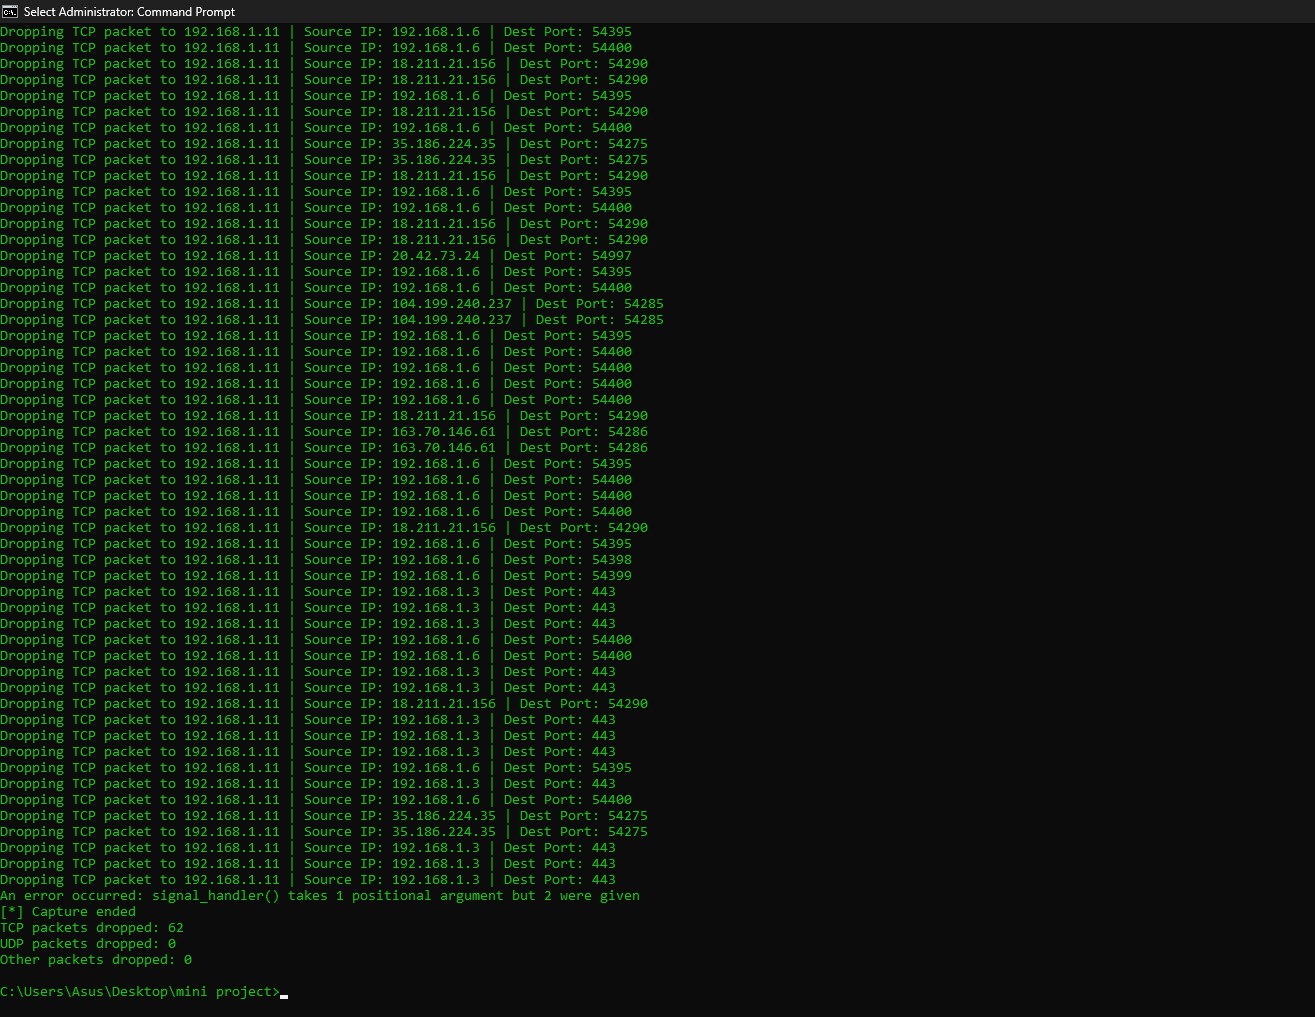 Select Administrator: Command Prompt
Dropping TCP packet to 192.168.1.11 | Source IP: 192.168.1.6 | Dest Port: 54395
Dropping TCP packet to 192.168.1.11 | Source IP: 192.168.1.6 | Dest Port: 54400
Dropping TCP packet to 192.168.1.11 | Source IP: 18.211.21.156 | Dest Port: 54290
Dropping TCP packet to 192.168.1.11 | Source IP: 18.211.21.156 | Dest Port: 54290
Dropping TCP packet to 192.168.1.11 | Source IP: 192.168.1.6 | Dest Port: 54395
Dropping TCP packet to 192.168.1.11 | Source IP: 18.211.21.156 | Dest Port: 54290
Dropping TCP packet to 192.168.1.11 | Source IP: 192.168.1.6 | Dest Port: 54400
Dropping TCP packet to 192.168.1.11 | Source IP: 35.186.224.35 | Dest Port: 54275
Dropping TCP packet to 192.168.1.11 | Source IP: 35.186.224.35 | Dest Port: 54275
Dropping TCP packet to 192.168.1.11 | Source IP: 18.211.21.156 | Dest Port: 54290
Dropping TCP packet to 192.168.1.11 | Source IP: 192.168.1.6 | Dest Port: 54395
Dropping TCP packet to 192.168.1.11 | Source IP: 192.168.1.6 | Dest Port: 54400
Dropping TCP packet to 192.168.1.11 | Source IP: 18.211.21.156 | Dest Port: 54290
Dropping TCP packet to 192.168.1.11 | Source IP: 18.211.21.156 | Dest Port: 54290
Dropping TCP packet to 192.168.1.11 | Source IP: 20.42.73.24 | Dest Port: 54997
Dropping TCP packet to 192.168.1.11 | Source IP: 192.168.1.6 | Dest Port: 54395
Dropping TCP packet to 192.168.1.11 | Source IP: 192.168.1.6 | Dest Port: 54400
Dropping TCP packet to 192.168.1.11 | Source IP: 104.199.240.237 | Dest Port: 54285
Dropping TCP packet to 192.168.1.11 | Source IP: 104.199.240.237 | Dest Port: 54285
Dropping TCP packet to 192.168.1.11 | Source IP: 192.168.1.6 | Dest Port: 54395
Dropping TCP packet to 192.168.1.11 | Source IP: 192.168.1.6 | Dest Port: 54400
Dropping TCP packet to 192.168.1.11 | Source IP: 192.168.1.6 | Dest Port: 54400
Dropping TCP packet to 192.168.1.11 | Source IP: 192.168.1.6 | Dest Port: 54400
Dropping TCP packet to 192.168.1.11 | Source IP: 192.168.1.6 | Dest Port: 54400
Dropping TCP packet to 192.168.1.11 | Source IP: 18.211.21.156 | Dest Port: 54290
Dropping TCP packet to 192.168.1.11 | Source IP: 163.70.146.61 | Dest Port: 54286
Dropping TCP packet to 192.168.1.11 | Source IP: 163.70.146.61 | Dest Port: 54286
Dropping TCP packet to 192.168.1.11 | Source IP: 192.168.1.6 | Dest Port: 54395
Dropping TCP packet to 192.168.1.11 | Source IP: 192.168.1.6 | Dest Port: 54400
Dropping TCP packet to 192.168.1.11 | Source IP: 192.168.1.6 | Dest Port: 54400
Dropping TCP packet to 192.168.1.11 | Source IP: 192.168.1.6 | Dest Port: 54400
Dropping TCP packet to 192.168.1.11 | Source IP: 18.211.21.156 | Dest Port: 54290
Dropping TCP packet to 192.168.1.11 | Source IP: 192.168.1.6 | Dest Port: 54395
Dropping TCP packet to 192.168.1.11 | Source IP: 192.168.1.6 | Dest Port: 54398
Dropping TCP packet to 192.168.1.11 | Source IP: 192.168.1.6 | Dest Port: 54399
Dropping TCP packet to 192.168.1.11 | Source IP: 192.168.1.3 | Dest Port: 443
Dropping TCP packet to 192.168.1.11 | Source IP: 192.168.1.3 | Dest Port: 443
Dropping TCP packet to 192.168.1.11 | Source IP: 192.168.1.3 | Dest Port: 443
Dropping TCP packet to 192.168.1.11 | Source IP: 192.168.1.6 | Dest Port: 54400
Dropping TCP packet to 192.168.1.11 | Source IP: 192.168.1.6 | Dest Port: 54400
Dropping TCP packet to 192.168.1.11 | Source IP: 192.168.1.3 | Dest Port: 443
Dropping TCP packet to 192.168.1.11 | Source IP: 192.168.1.3 | Dest Port: 443
Dropping TCP packet to 192.168.1.11 | Source IP: 18.211.21.156 | Dest Port: 54290
Dropping TCP packet to 192.168.1.11 | Source IP: 192.168.1.3 | Dest Port: 443
Dropping TCP packet to 192.168.1.11 | Source IP: 192.168.1.3 | Dest Port: 443
Dropping TCP packet to 192.168.1.11 | Source IP: 192.168.1.3 | Dest Port: 443
Dropping TCP packet to 192.168.1.11 | Source IP: 192.168.1.6 | Dest Port: 54395
Dropping TCP packet to 192.168.1.11 | Source IP: 192.168.1.3 | Dest Port: 443
Dropping TCP packet to 192.168.1.11 | Source IP: 192.168.1.6 | Dest Port: 54400
Dropping TCP packet to 192.168.1.11 | Source IP: 35.186.224.35 | Dest Port: 54275
Dropping TCP packet to 192.168.1.11 | Source IP: 35.186.224.35 | Dest Port: 54275
Dropping TCP packet to 192.168.1.11 | Source IP: 192.168.1.3 | Dest Port: 443
Dropping TCP packet to 192.168.1.11 | Source IP: 192.168.1.3 | Dest Port: 443
Dropping TCP packet to 192.168.1.11 | Source IP: 192.168.1.3 | Dest Port: 443
An error occurred: signal_handler() takes 1 positional argument but 2 were given
[*] Capture ended
TCP packets dropped: 62
UDP packets dropped: 0
Other packets dropped: 0
C:\Users\Asus\Desktop\mini project>